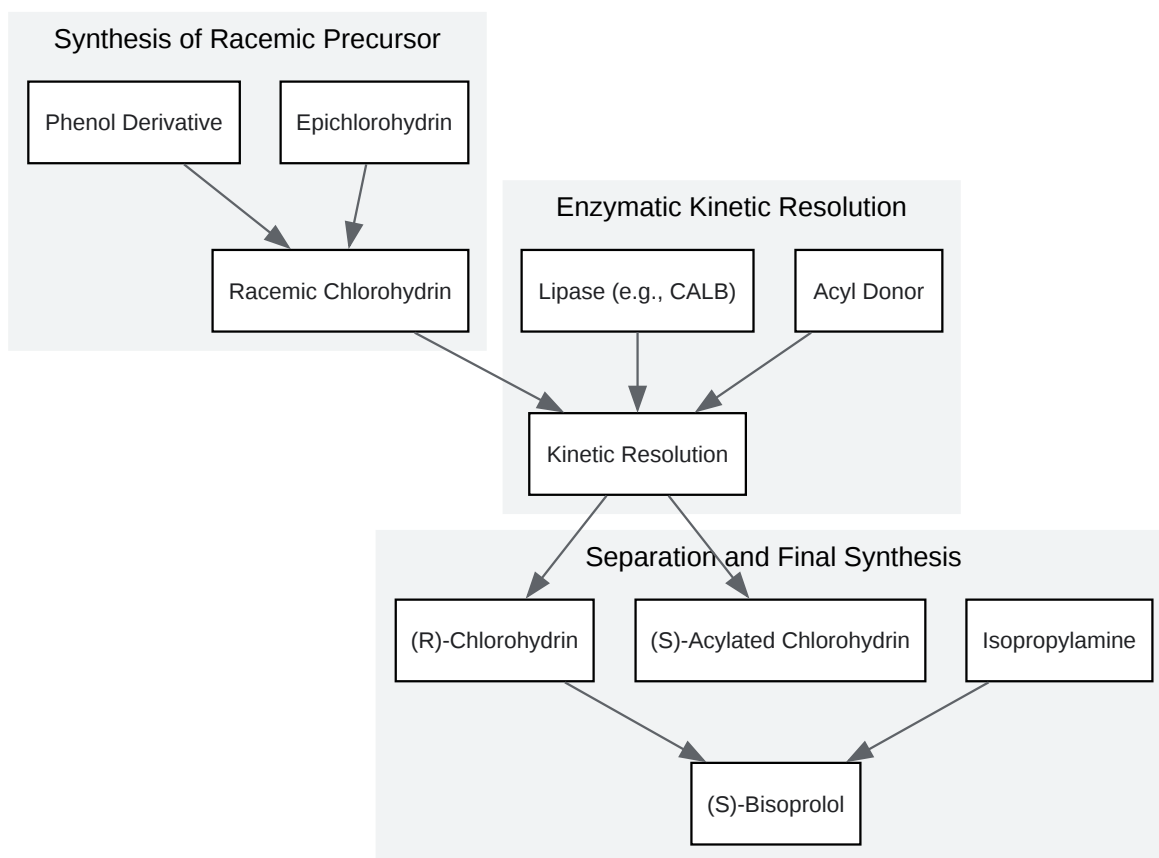 Synthesis of Racemic Precursor
Phenol Derivative
Epichlorohydrin
Racemic Chlorohydrin
Enzymatic Kinetic Resolution
Lipase (e.g., CALB)
Acyl Donor
Kinetic Resolution
Separation and Final Synthesis
(R)-Chlorohydrin
(S)-Acylated Chlorohydrin
Isopropylamine
(S)-Bisoprolol